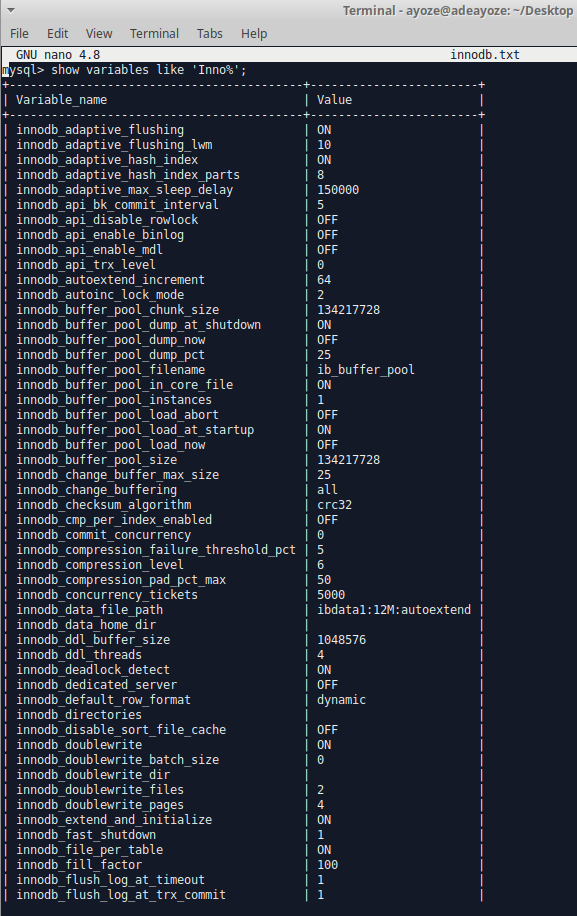 Terminal - ayoze@adeayoze: ~/Desktop
File Edit View Terminal Tabs Help
GNU nano 4.8 innodb.txt
mysql> show variables like 'Inno%';
+------------------------------------------+------------------------+
| Variable_name | Value |
+------------------------------------------+------------------------+
| innodb_adaptive_flushing | ON |
| innodb_adaptive_flushing_lwm | 10 |
| innodb_adaptive_hash_index | ON |
| innodb_adaptive_hash_index_parts | 8 |
| innodb_adaptive_max_sleep_delay | 150000 |
| innodb_api_bk_commit_interval | 5 |
| innodb_api_disable_rowlock | OFF |
| innodb_api_enable_binlog | OFF |
| innodb_api_enable_mdl | OFF |
| innodb_api_trx_level | 0 |
| innodb_autoextend_increment | 64 |
| innodb_autoinc_lock_mode | 2 |
| innodb_buffer_pool_chunk_size | 134217728 |
| innodb_buffer_pool_dump_at_shutdown | ON |
| innodb_buffer_pool_dump_now | OFF |
| innodb_buffer_pool_dump_pct | 25 |
| innodb_buffer_pool_filename | ib_buffer_pool |
| innodb_buffer_pool_in_core_file | ON |
| innodb_buffer_pool_instances | 1 |
| innodb_buffer_pool_load_abort | OFF |
| innodb_buffer_pool_load_at_startup | ON |
| innodb_buffer_pool_load_now | OFF |
| innodb_buffer_pool_size | 134217728 |
| innodb_change_buffer_max_size | 25 |
| innodb_change_buffering | all |
| innodb_checksum_algorithm | crc32 |
| innodb_cmp_per_index_enabled | OFF |
| innodb_commit_concurrency | 0 |
| innodb_compression_failure_threshold_pct | 5 |
| innodb_compression_level | 6 |
| innodb_compression_pad_pct_max | 50 |
| innodb_concurrency_tickets | 5000 |
| innodb_data_file_path | ibdata1:12M:autoextend |
| innodb_data_home_dir | |
| innodb_ddl_buffer_size | 1048576 |
| innodb_ddl_threads | 4 |
| innodb_deadlock_detect | ON |
| innodb_dedicated_server | OFF |
| innodb_default_row_format | dynamic |
| innodb_directories | |
| innodb_disable_sort_file_cache | OFF |
| innodb_doublewrite | ON |
| innodb_doublewrite_batch_size | 0 |
| innodb_doublewrite_dir | |
| innodb_doublewrite_files | 2 |
| innodb_doublewrite_pages | 4 |
| innodb_extend_and_initialize | ON |
| innodb_fast_shutdown | 1 |
| innodb_file_per_table | ON |
| innodb_fill_factor | 100 |
| innodb_flush_log_at_timeout | 1 |
| innodb_flush_log_at_trx_commit | 1 |